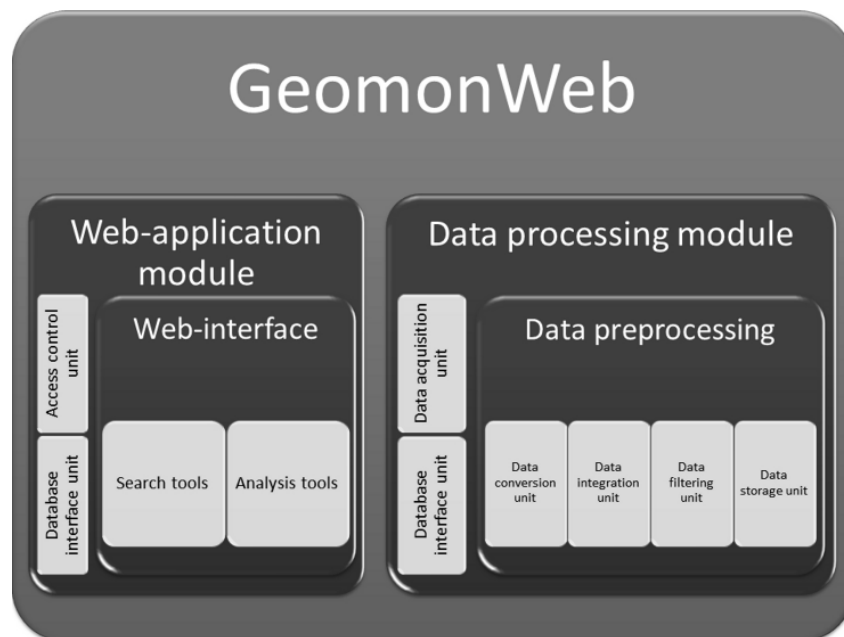 GeomonWeb
Web-application
module
Access control
unit
Database
interface unit
Web-interface
Search tools
Analysis tools
Data processing module
Data acquisition
unit
Database
interface unit
Data preprocessing
Data
conversion
unit
Data
integration
unit
Data
filtering
unit
Data
storage unit